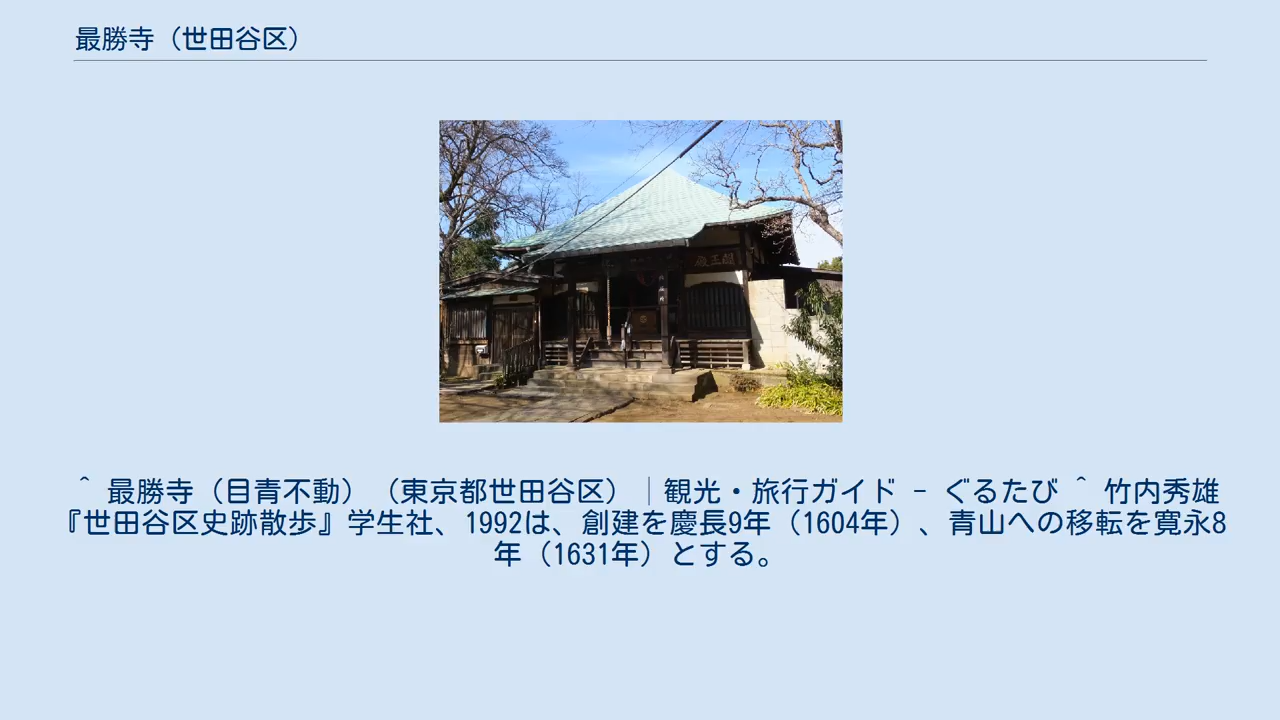 最勝寺（世田谷区）
閻王殿
＾ 最勝寺（目青不動）（東京都世田谷区）｜観光・旅行ガイド - ぐるたび ＾ 竹内秀雄
『世田谷区史跡散歩』学生社、1992は、創建を慶長9年（1604年）、青山への移転を寛永8
年（1631年）とする。